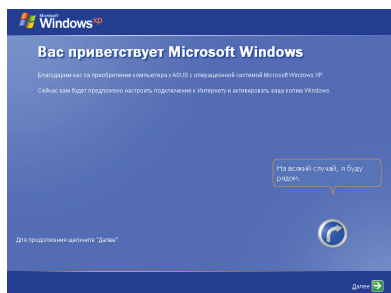 Microsoft
Windows xp
Вас приветствует Microsoft Windows
Благодарим вас за приобретение компьютера у ASUS с операционной системой Microsoft Windows XP.
Сейчас вам будет предложено настроить подключение к Интернету и активировать вашу копию Windows.
На всякий случай, я буду
рядом.
Для продолжения щелкните "Далее".
Далее